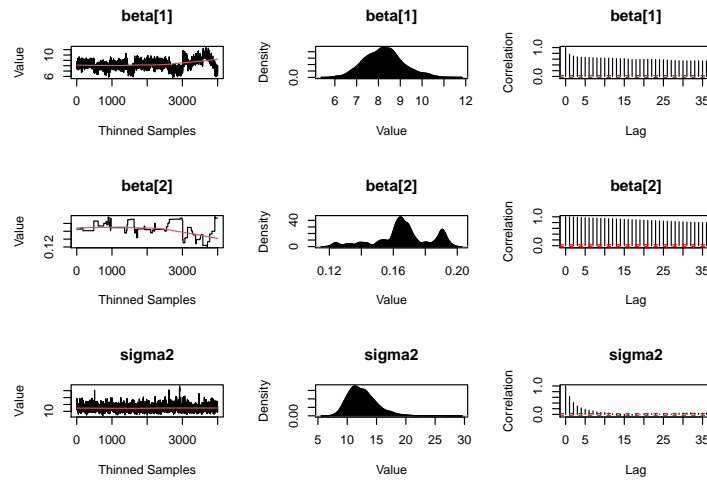 beta[1] beta[1] beta[1]
Value 6 10 Density 0.0 Correlation 0.0 1.0
0 1000 3000 6 7 8 9 10 12 0 5 15 25 35
Thinned Samples Value Lag
beta[2] beta[2] beta[2]
Value 0.12 Density 0 40 Correlation 0.0 1.0
0 1000 3000 0.12 0.16 0.20 0 5 15 25 35
Thinned Samples Value Lag
sigma2 sigma2 sigma2
Value 10 Density 0.00 Correlation 0.0 1.0
0 1000 3000 5 10 15 20 25 30 0 5 15 25 35
Thinned Samples Value Lag